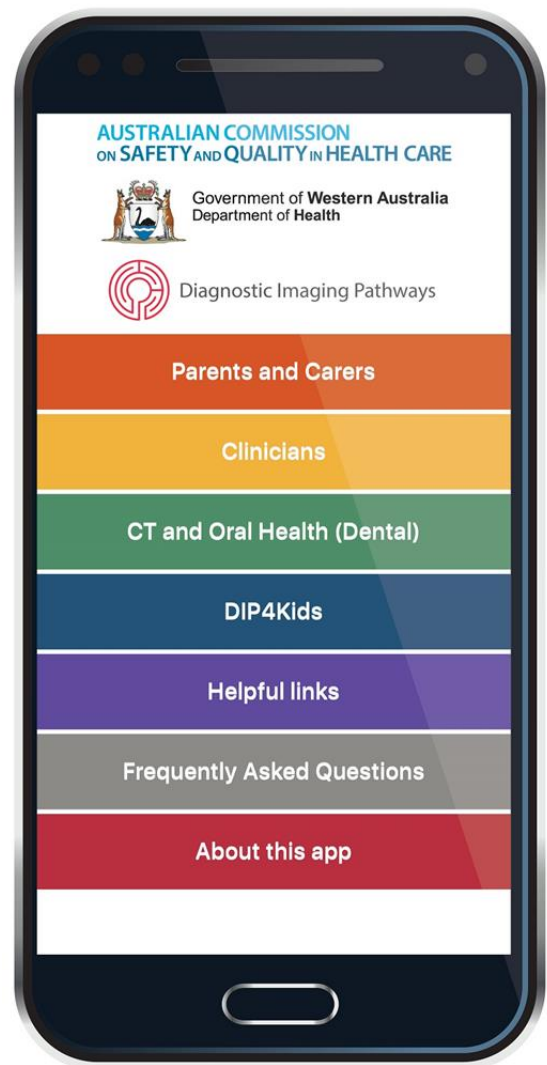 AUSTRALIAN COMMISSION
ON SAFETY AND QUALITY IN HEALTH CARE
Government of Western Australia
Department of Health
Diagnostic Imaging Pathways
Parents and Carers
Clinicians
CT and Oral Health (Dental)
DIP4Kids
Helpful links
Frequently Asked Questions
About this app